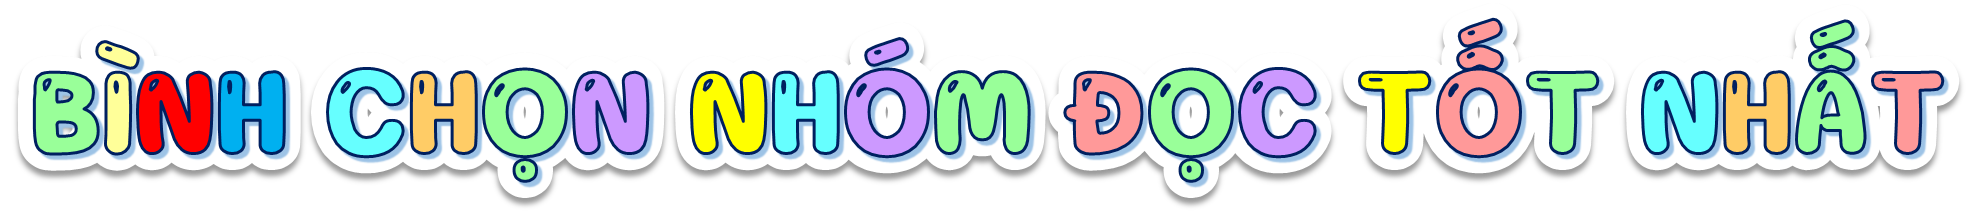 BÌNH CHỌN NHÓM ĐỌC TỐT NHẤT